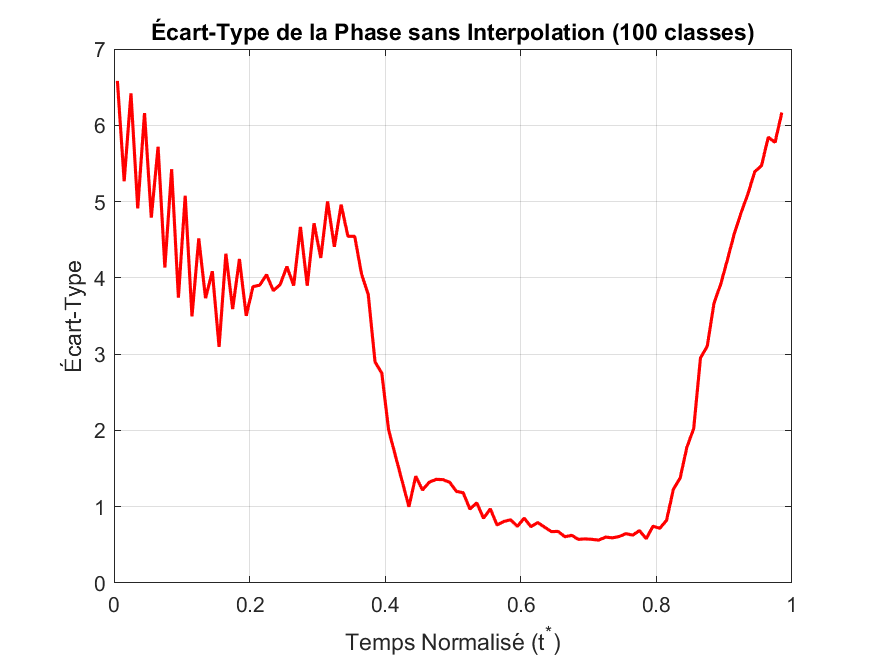 Écart-Type de la Phase sans Interpolation (100 classes)
7
6
5
4
3
2
1
0
Écart-Type
0 0.2 0.4 0.6 0.8 1
Temps Normalisé (t*)